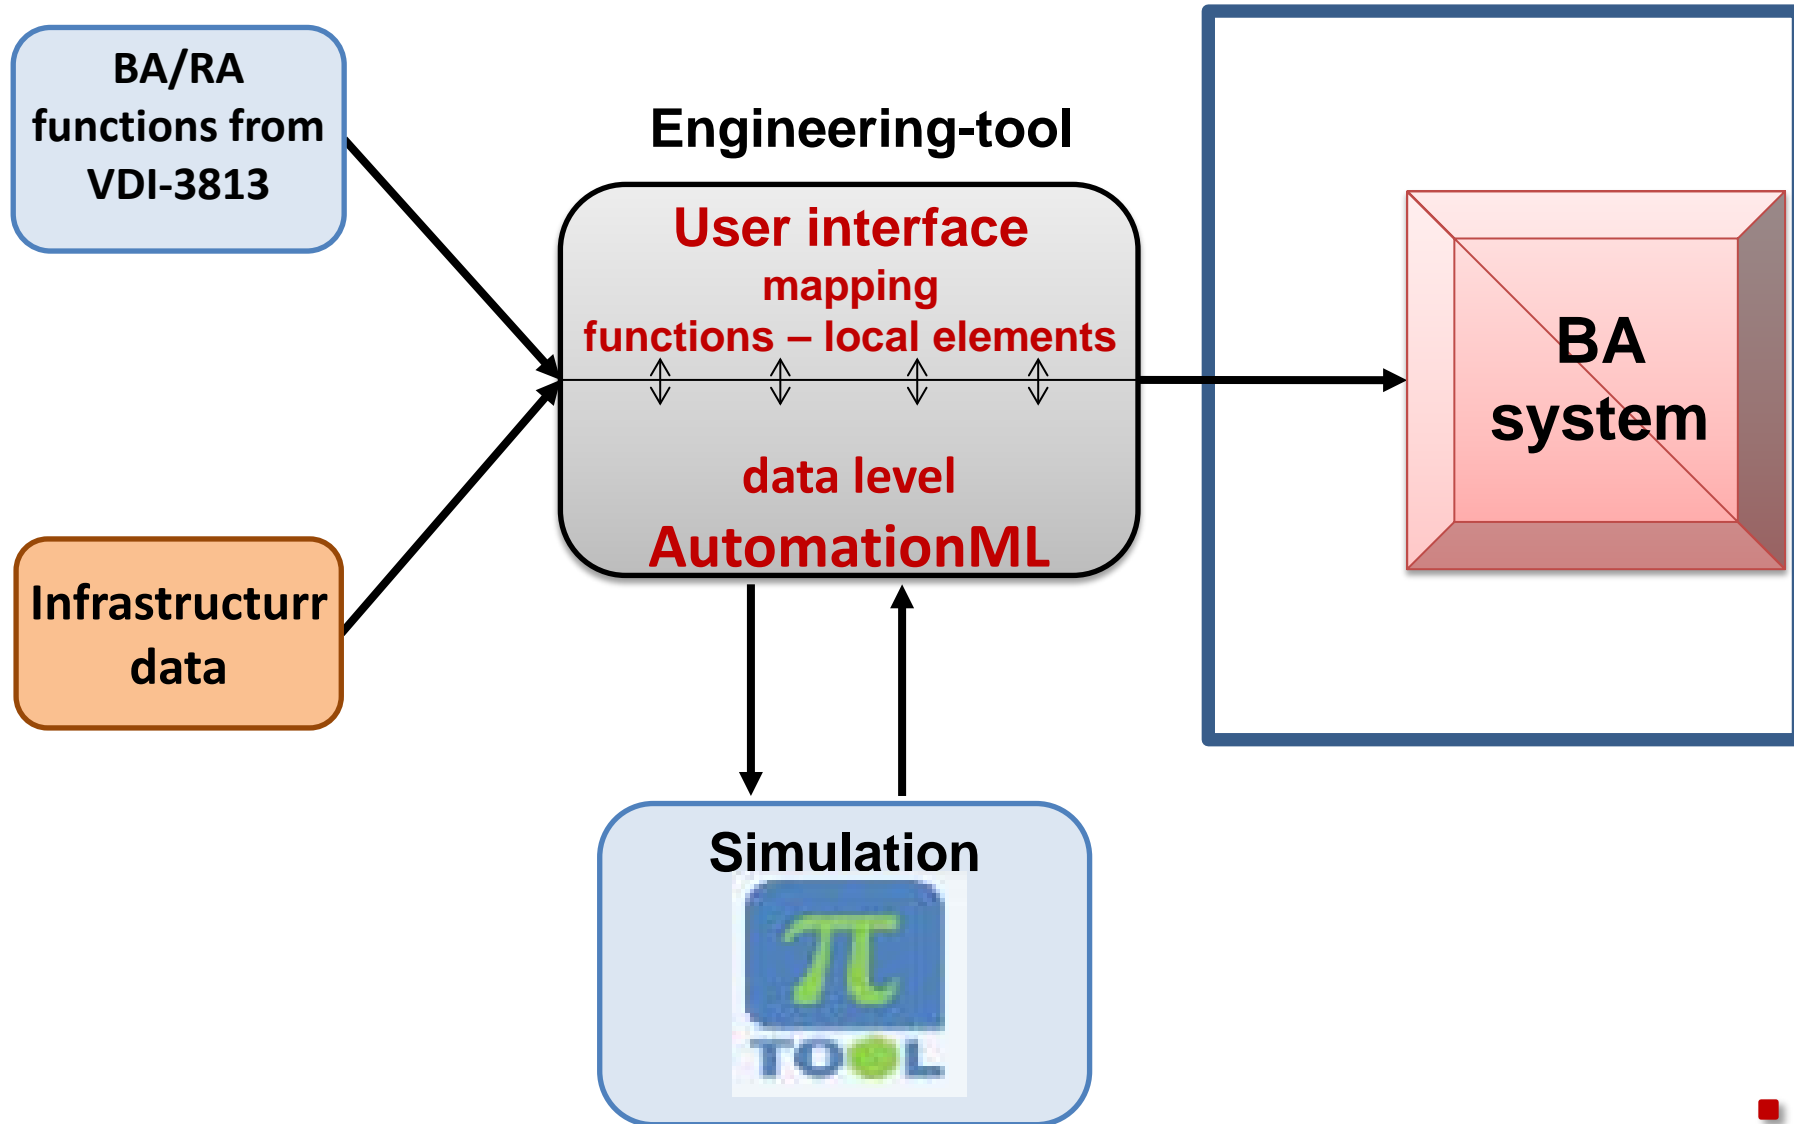 BA/RA
functions from
VDI-3813
Engineering-tool
User interface
mapping
functions – local elements
data level
AutomationML
Infrastructurr
data
BA
system
Simulation
π
TOOL